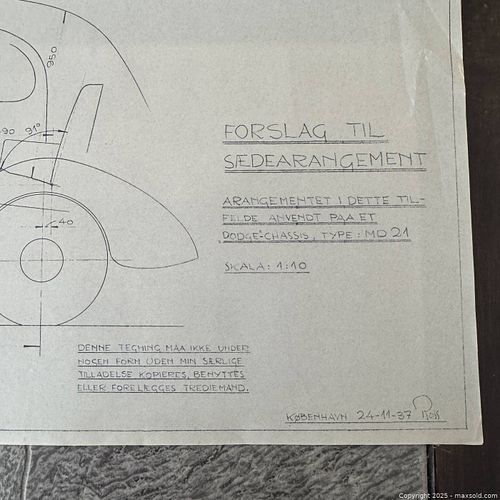 950
90 91°
FORSLAG TIL
SÆDEARANGEMENT
ARANGEMENTET I DETTE TIL-
FELDE ANVENDT PAA ET
DODGE-CHASSIS, TYPE: MD 21
40
SKALA: 1:10
DENNE TEGNING MAA IKKE UNDER
NOGEN FORM UDEN MIN SÆRLIGE
TILLADELSE KOPIERES, BENYTTES
ELLER FORELÆGGES TREDIEMAND.
KØBENHAVN 24-11-37
Copyright © 2025 - maxsold.com